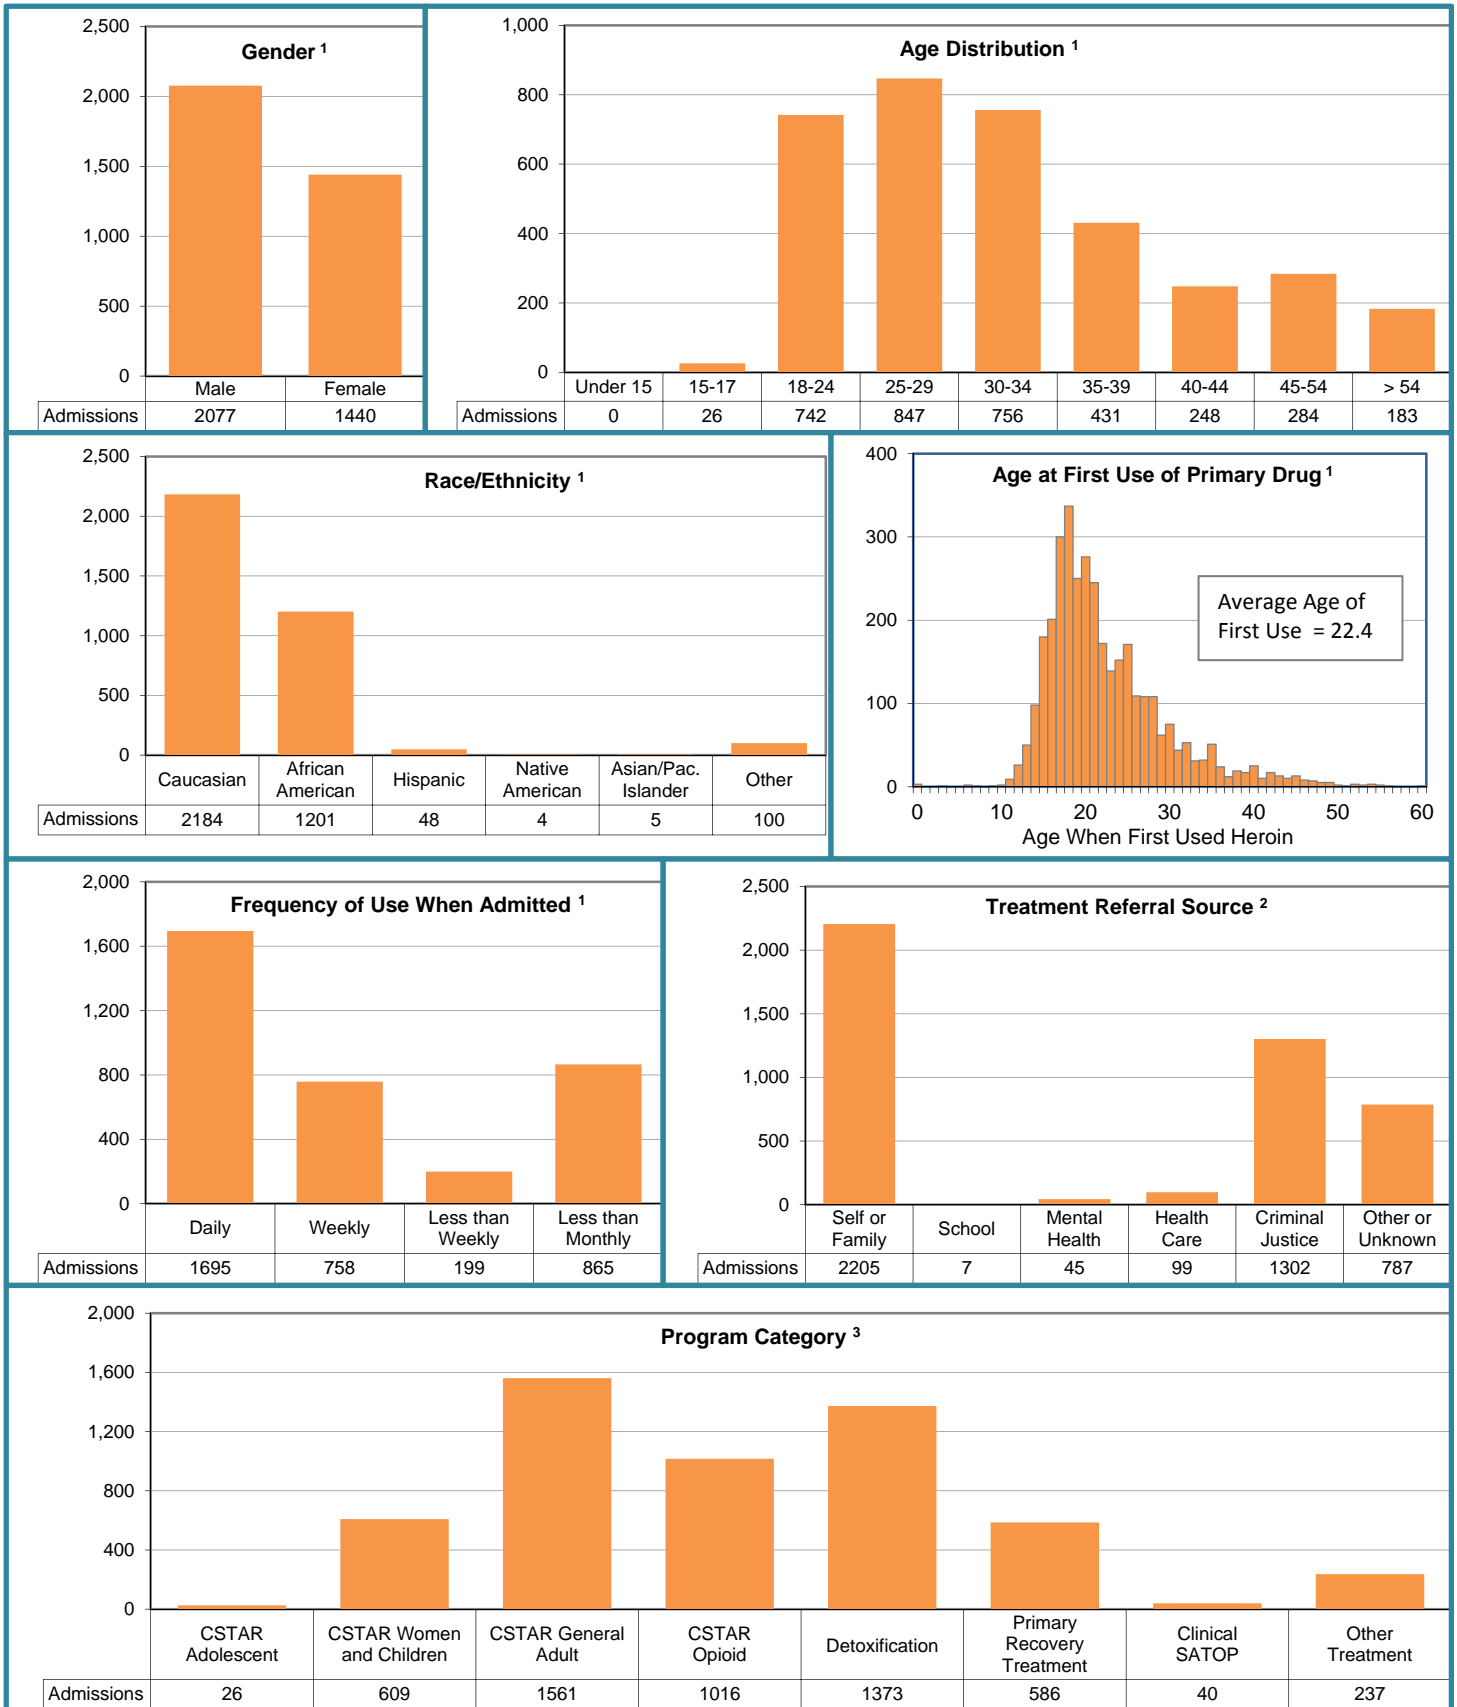 Gender 1
2,500
2,000
1,500
1,000
500
0
Male Female
Admissions 2077 1440
Age Distribution 1
1,000
800
600
400
200
0
Under 15 15-17 18-24 25-29 30-34 35-39 40-44 45-54 > 54
Admissions 0 26 742 847 756 431 248 284 183
Race/Ethnicity 1
2,500
2,000
1,500
1,000
500
0
Caucasian African American Hispanic Native American Asian/Pac. Islander Other
Admissions 2184 1201 48 4 5 100
Age at First Use of Primary Drug 1
400
300
200
100
0
Average Age of
First Use = 22.4
0 10 20 30 40 50 60
Age When First Used Heroin
Frequency of Use When Admitted 1
2,000
1,600
1,200
800
400
0
Daily Weekly Less than Weekly Less than Monthly
Admissions 1695 758 199 865
Treatment Referral Source 2
2,500
2,000
1,500
1,000
500
0
Self or Family School Mental Health Health Care Criminal Justice Other or Unknown
Admissions 2205 7 45 99 1302 787
Program Category 3
2,000
1,600
1,200
800
400
0
CSTAR Adolescent CSTAR Women and Children CSTAR General Adult CSTAR Opioid Detoxification Primary Recovery Treatment Clinical SATOP Other Treatment
Admissions 26 609 1561 1016 1373 586 40 237